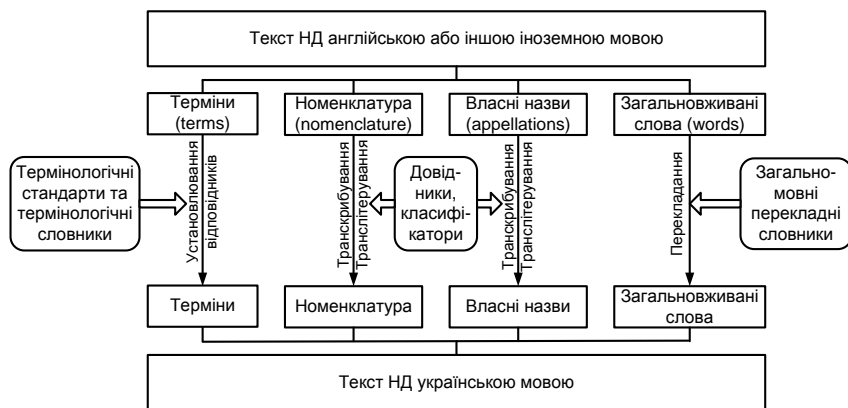 Текст НД англійською або іншою іноземною мовою
Терміни
(terms)
Номенклатура
(nomenclature)
Власні назви
(appellations)
Загальновживані
слова (words)
Термінологічні
стандарти та
термінологічні
словники
Установлювання
відповідників
Транскрибування
Транслітерування
Довід-
ники,
класифі-
катори
Транскрибування
Транслітерування
Перекладання
Загально-
мовні
перекладні
словники
Терміни
Номенклатура
Власні назви
Загальновживані
слова
Текст НД українською мовою